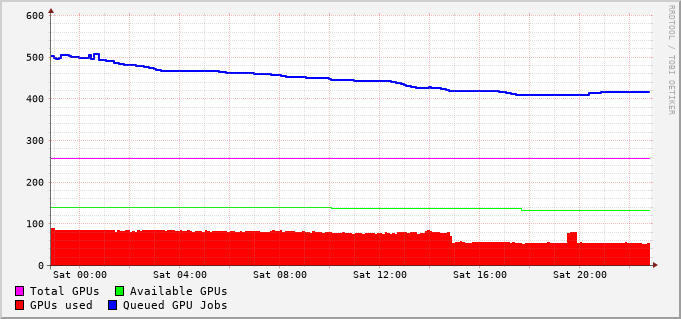 600
500
400
300
200
100
0
Sat 00:00 Sat 04:00 Sat 08:00 Sat 12:00 Sat 16:00 Sat 20:00
Total GPUs Available GPUs
GPUs used Queued GPU Jobs
RRDTOOL / TOBI OETIKER